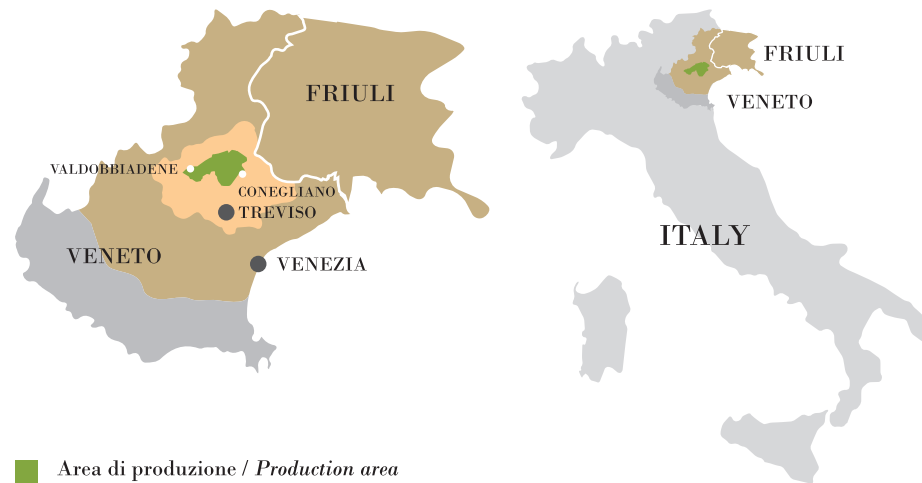 FRIULI
VALDOBBIADENE
CONEGLIANO
TREVISO
VENETO
VENEZIA
FRIULI
VENETO
ITALY
Area di produzione / Production area